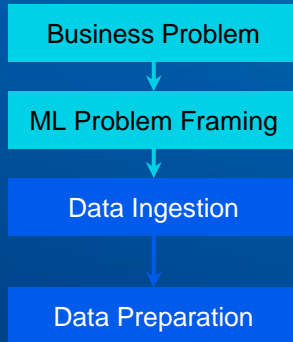 Business Problem
ML Problem Framing
Data Ingestion
Data Preparation